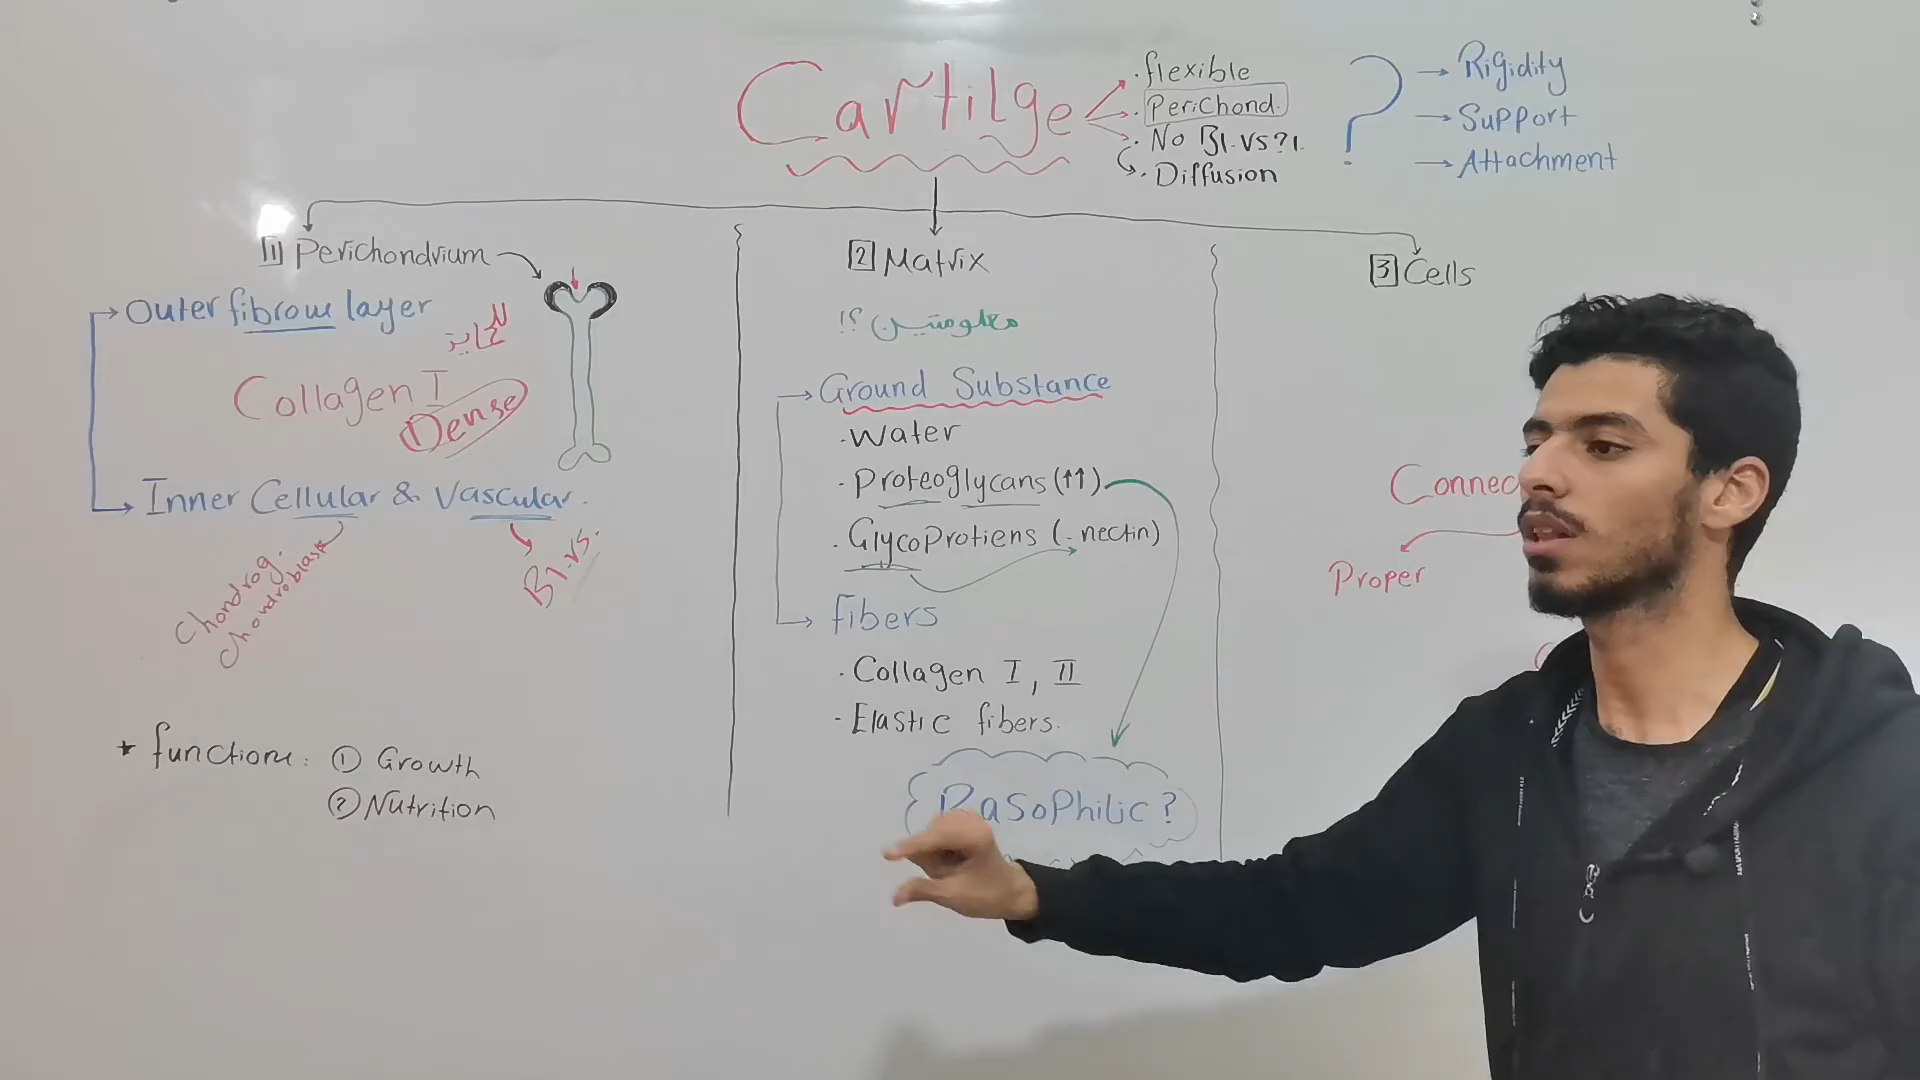 Cartilge
. flexible
. Perichond.
. No Bl.vs?!.
. Diffusion
?
→ Rigidity
→ Support
→ Attachment
[1] Perichondrium
→ Outer fibrous layer
Collagen I
Dense
→ Inner Cellular & Vascular.
Chondrog.
chondroblast
Bl.vs.
* functions: ① Growth
② Nutrition
[2] Matrix
معلومتين ؟!
→ Ground Substance
. Water
. Proteoglycans (↑↑)
. GlycoProtiens (- nectin)
→ fibers
. Collagen I, II
- Elastic fibers.
BasoPhilic?
[3] Cells
Proper